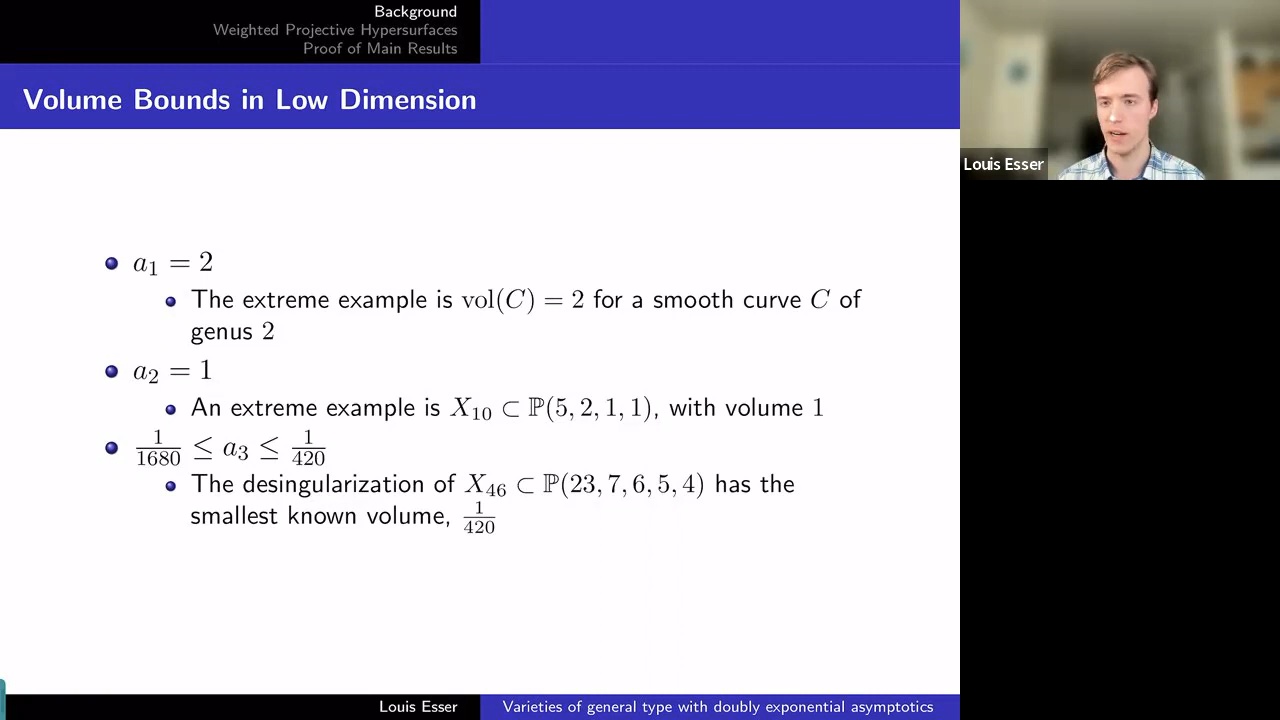 Background
Weighted Projective Hypersurfaces
Proof of Main Results
Volume Bounds in Low Dimension
a₁ = 2
The extreme example is vol(C) = 2 for a smooth curve C of
genus 2
a₂ = 1
An extreme example is X₁₀ ⊂ ℙ(5, 2, 1, 1), with volume 1
1/1680 ≤ a₃ ≤ 1/420
The desingularization of X₄₆ ⊂ ℙ(23, 7, 6, 5, 4) has the
smallest known volume, 1/420
Louis Esser
Louis Esser
Varieties of general type with doubly exponential asymptotics